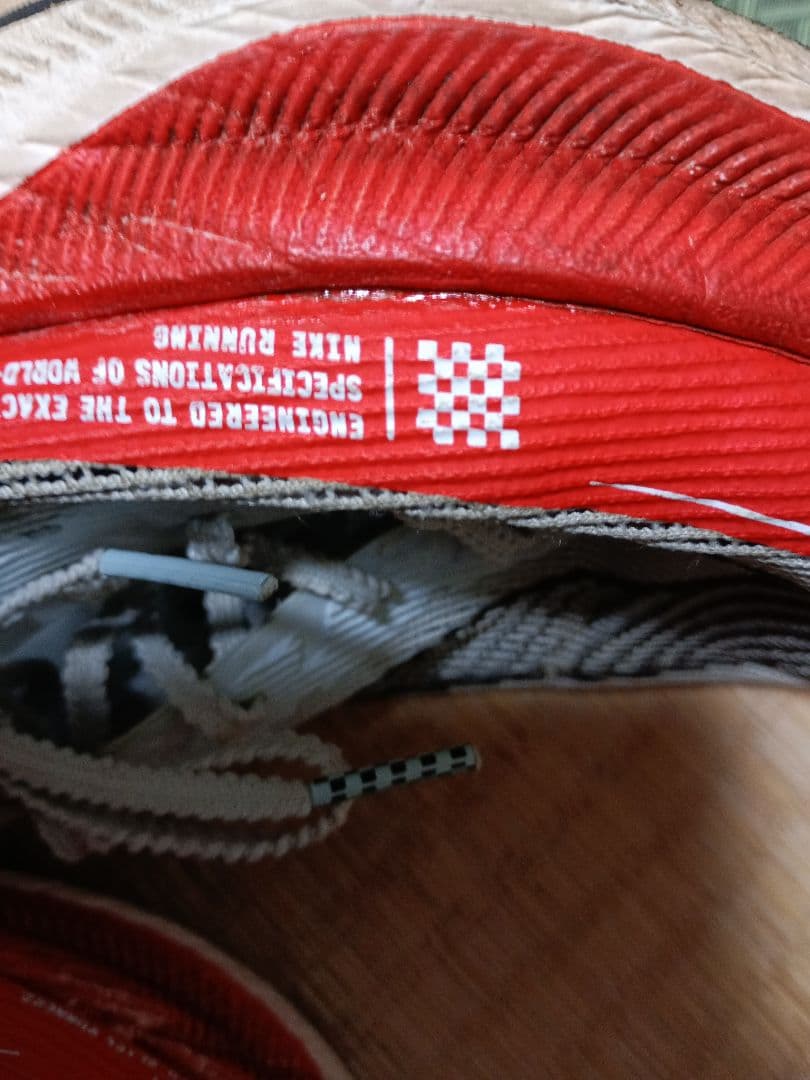 ENGINEERED TO THE EXAC
SPECIFICATIONS OF WORLD-
NIKE RUNNING